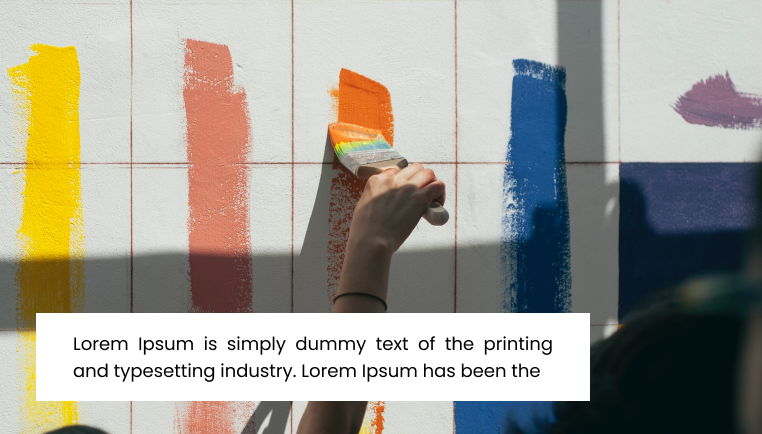 Lorem Ipsum is simply dummy text of the printing
and typesetting industry. Lorem Ipsum has been the